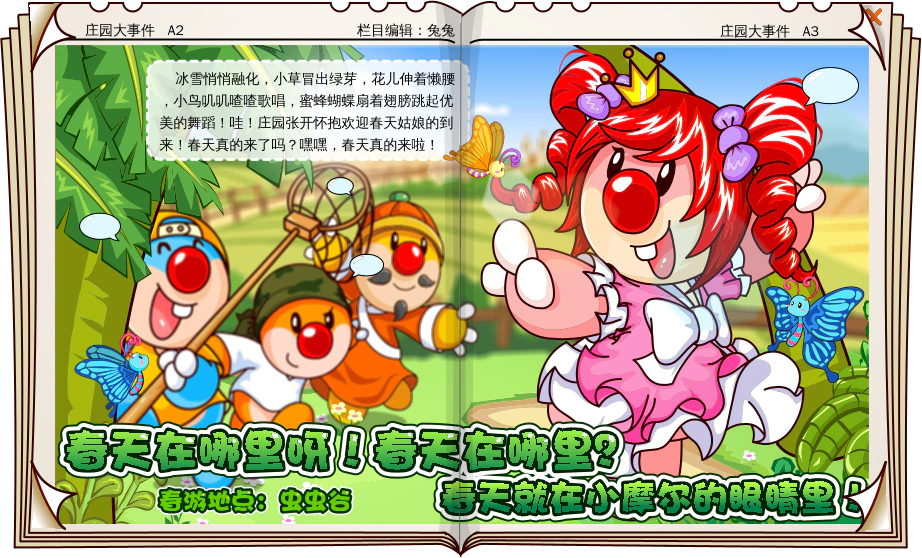 庄园大事件 A2
栏目编辑：兔兔
庄园大事件 A3
冰雪悄悄融化，小草冒出绿芽，花儿伸着懒腰
，小鸟叽叽喳喳歌唱，蜜蜂蝴蝶扇着翅膀跳起优
美的舞蹈！哇！庄园张开怀抱欢迎春天姑娘的到
来！春天真的来了吗？嘿嘿，春天真的来啦！
春天在哪里呀！春天在哪里？
春游地点：虫虫谷
春天就在小摩尔的眼睛里！